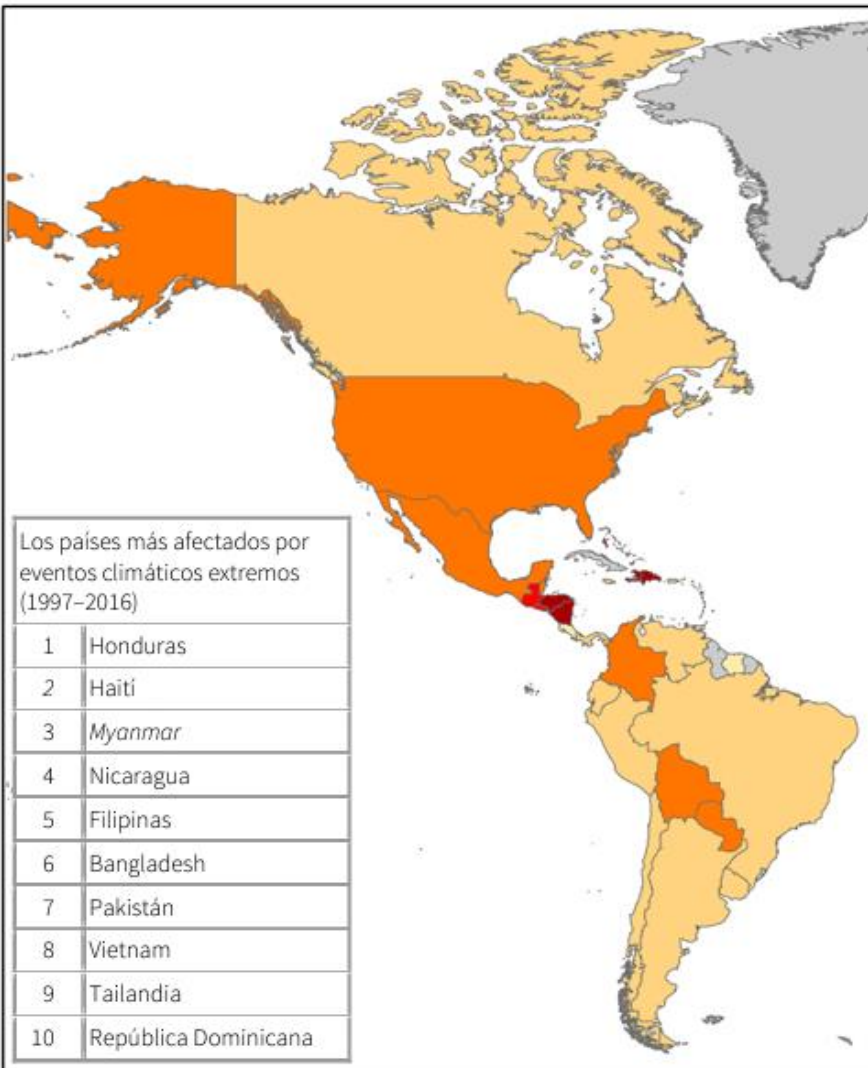 Los países más afectados por
eventos climáticos extremos
(1997–2016)
1 Honduras
2 Haití
3 Myanmar
4 Nicaragua
5 Filipinas
6 Bangladesh
7 Pakistán
8 Vietnam
9 Tailandia
10 República Dominicana